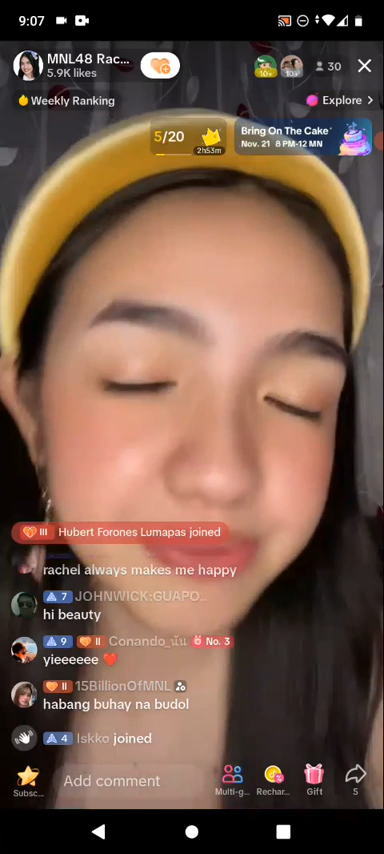 9:07
MNL48 Rac...
5.9K likes
10+
10+
30
Weekly Ranking
Explore >
5/20
2h53m
Bring On The Cake
Nov. 21 8 PM-12 MN
III Hubert Forones Lumapas joined
rachel always makes me happy
7 JOHNWICK:GUAPO...
hi beauty
9 II Conando_นัน No. 3
yieeeeee ❤️
II 15BillionOfMNL
habang buhay na budol
4 Iskko joined
Subsc...
Add comment
Multi-g...
Rechar...
Gift
5